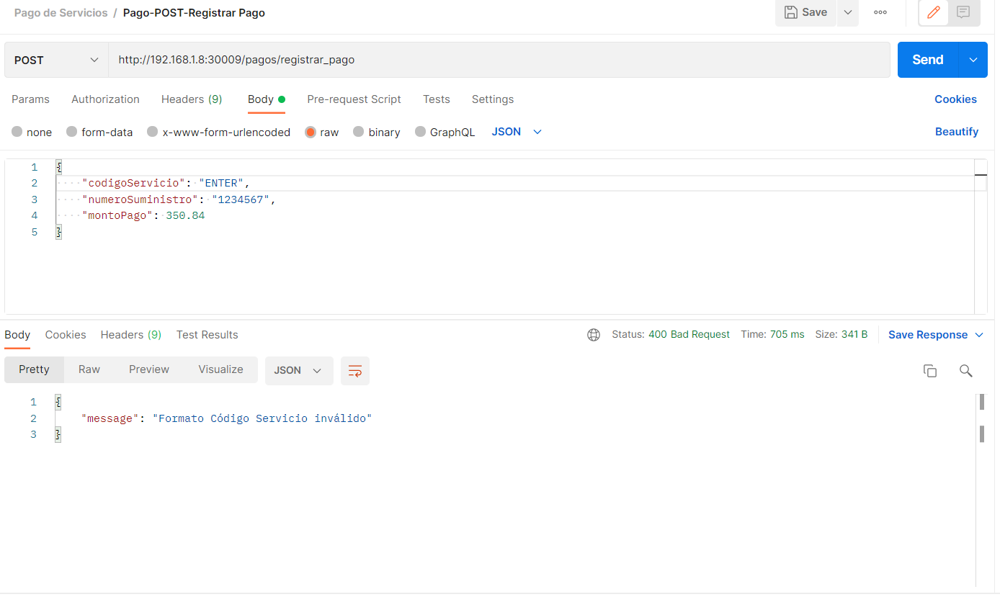 Pago de Servicios / Pago-POST-Registrar Pago
Save
POST
http://192.168.1.8:30009/pagos/registrar_pago
Send
Params Authorization Headers (9) Body Pre-request Script Tests Settings Cookies
none form-data x-www-form-urlencoded raw binary GraphQL JSON Beautify
1 {
2 "codigoServicio": "ENTER",
3 "numeroSuministro": "1234567",
4 "montoPago": 350.84
5 }
Body Cookies Headers (9) Test Results Status: 400 Bad Request Time: 705 ms Size: 341 B Save Response
Pretty Raw Preview Visualize JSON
1 {
2 "message": "Formato Código Servicio inválido"
3 }